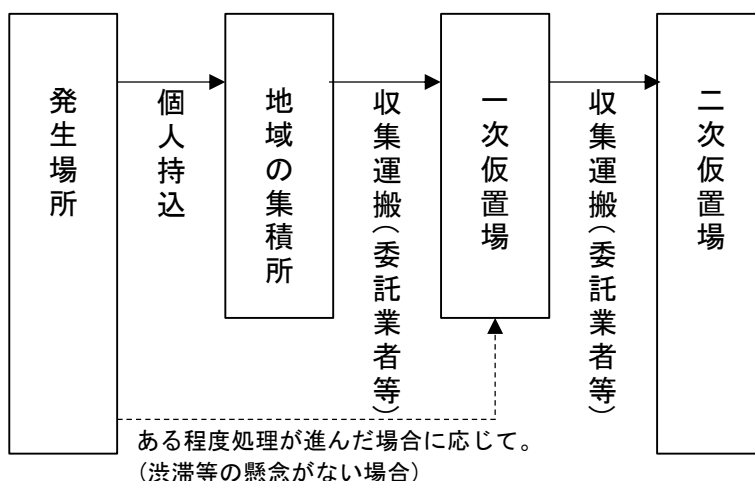 発生場所
個人持込
地域の集積所
収集運搬(委託業者等)
一次仮置場
収集運搬(委託業者等)
二次仮置場
ある程度処理が進んだ場合に応じて。
(渋滞等の懸念がない場合)